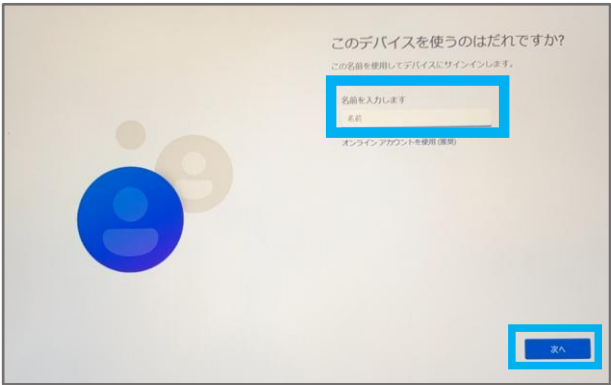 このデバイスを使うのはだれですか?
この名前を使用してデバイスにサインインします。
名前を入力します
名前
オンライン アカウントを使用 (推奨)
次へ